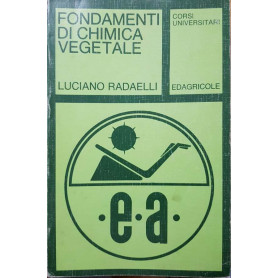 FONDAMENTI
DI CHIMICA
VEGETALE
CORSI
UNIVERSITARI
LUCIANO RADAELLI
EDAGRICOLE
·e·a·